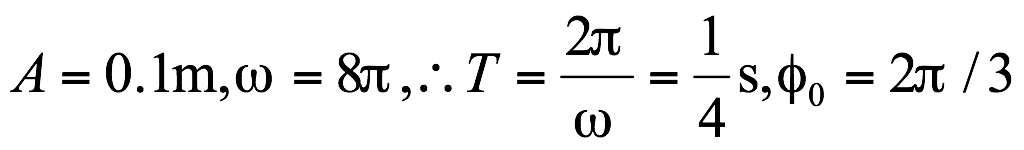 A = 0.1m,ω = 8π,∴T = 2π/ω = 1/4 s,ϕ₀ = 2π / 3